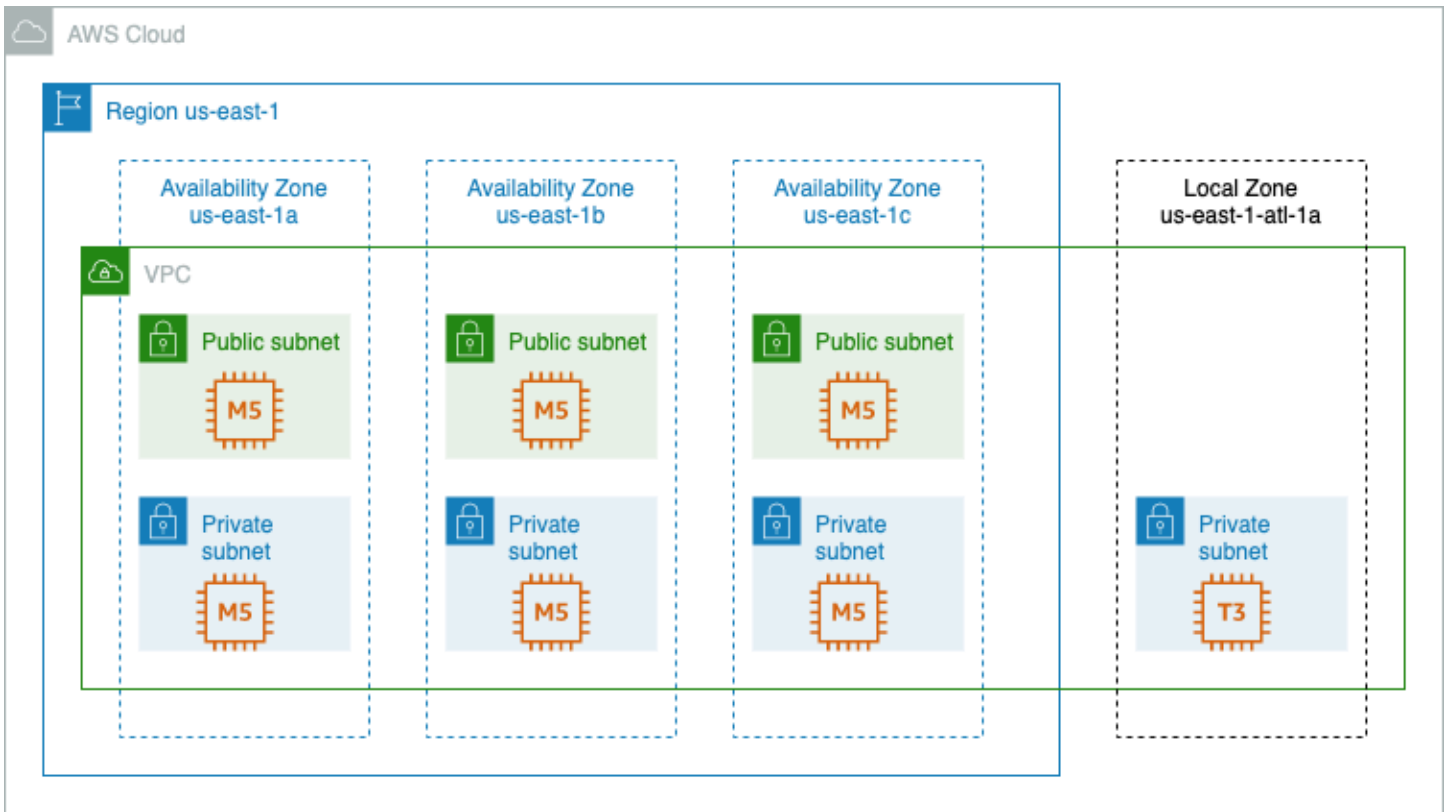 AWS Cloud
Region us-east-1
Availability Zone
us-east-1a
Availability Zone
us-east-1b
Availability Zone
us-east-1c
Local Zone
us-east-1-atl-1a
VPC
Public subnet
M5
Public subnet
M5
Public subnet
M5
Private
subnet
M5
Private
subnet
M5
Private
subnet
M5
Private
subnet
T3